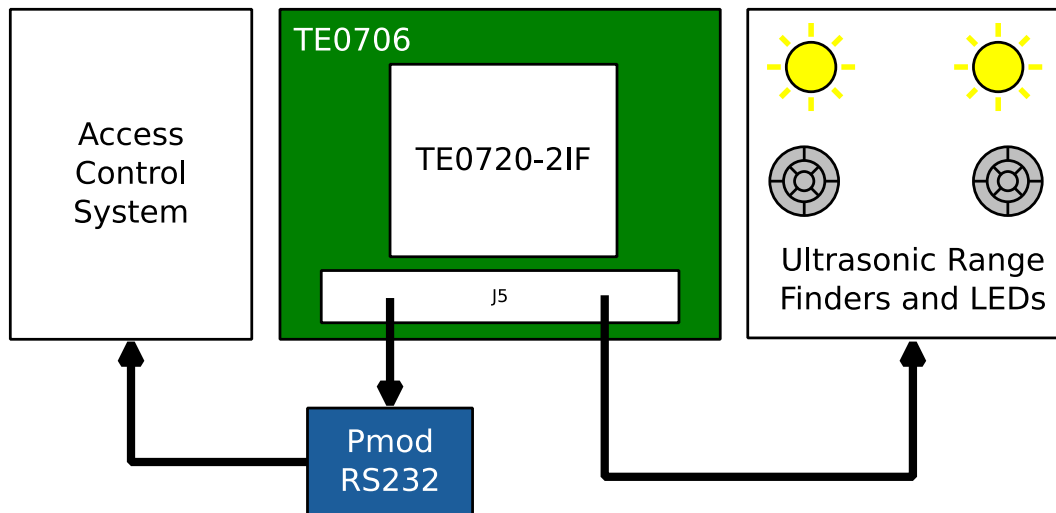 Access
Control
System
TE0706
TE0720-2IF
J5
Ultrasonic Range
Finders and LEDs
Pmod
RS232